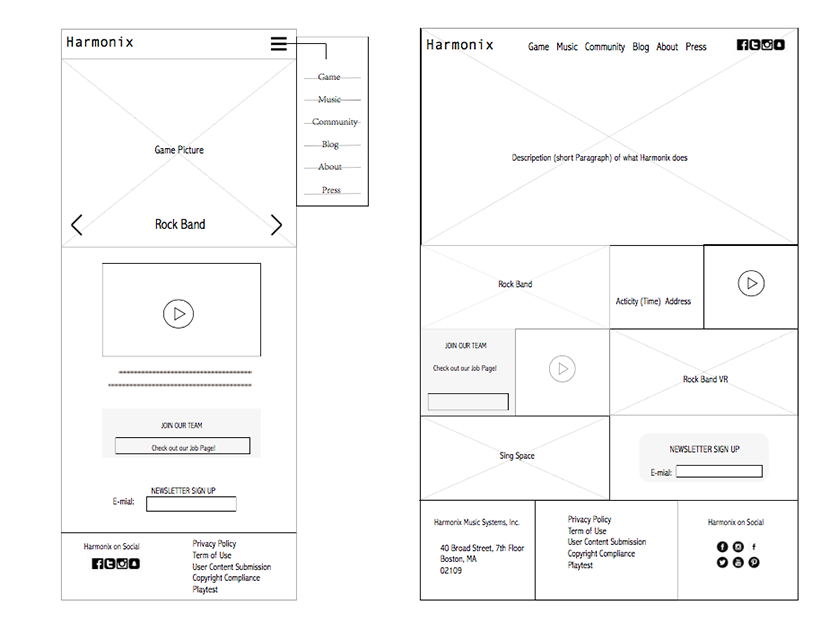 Harmonix
Game
Music
Community
Blog
About
Press
Game Picture
Rock Band
JOIN OUR TEAM
Check out our Job Page!
NEWSLETTER SIGN UP
E-mial:
Harmonix on Social
Privacy Policy
Term of Use
User Content Submission
Copyright Compliance
Playtest
Harmonix
Game Music Community Blog About Press
Descripetion (short Paragraph) of what Harmonix does
Rock Band
Acticity (Time) Address
JOIN OUR TEAM
Check out our Job Page!
Rock Band VR
Sing Space
NEWSLETTER SIGN UP
E-mial:
Harmonix Music Systems, Inc.
40 Broad Street, 7th Floor
Boston, MA
02109
Privacy Policy
Term of Use
User Content Submission
Copyright Compliance
Playtest
Harmonix on Social